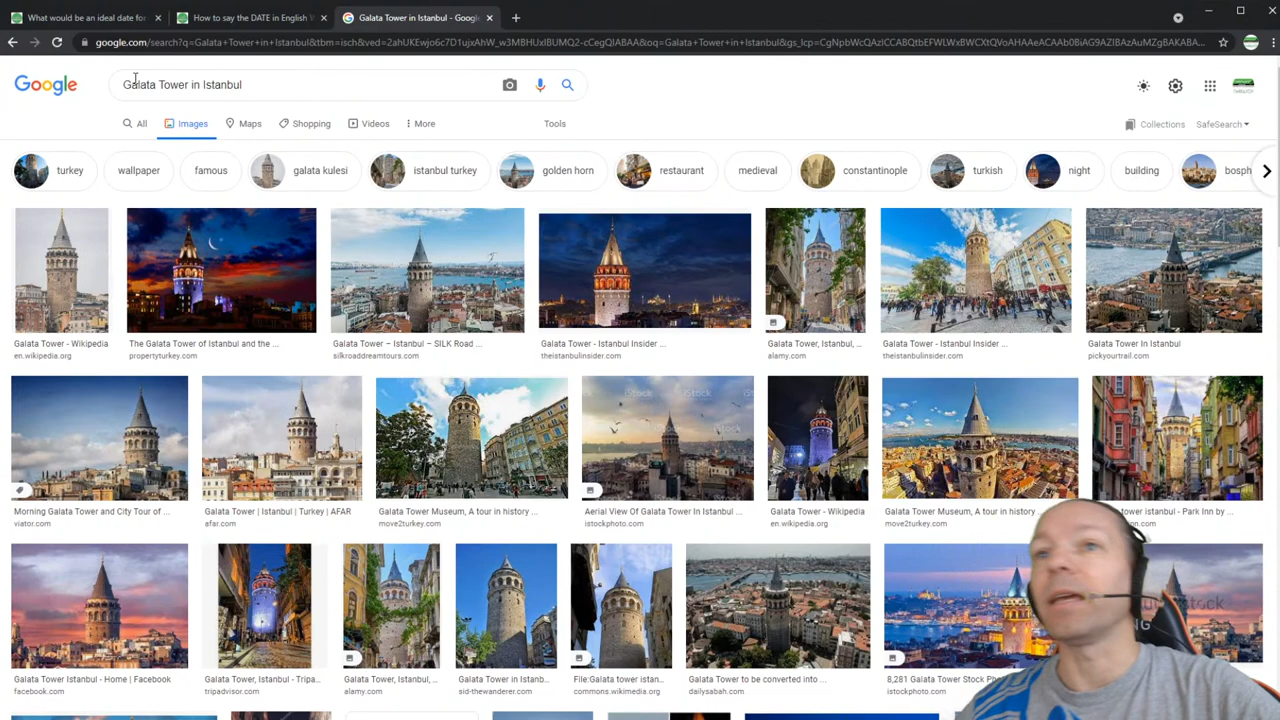 What would be an ideal date for
How to say the DATE in English
Galata Tower in Istanbul - Goog
google.com/search?q=Galata+Tower+in+Istanbul&tbm=isch&ved=
Google
Galata Tower in Istanbul
All
Images
Maps
Shopping
Videos
More
Tools
Collections
SafeSearch
turkey
wallpaper
famous
galata kulesi
istanbul turkey
golden horn
restaurant
medieval
constantinople
turkish
night
building
bosph
Galata Tower - Wikipedia
en.wikipedia.org
The Galata Tower of Istanbul and the ...
propertyturkey.com
Galata Tower – Istanbul – SILK Road ...
silkroaddreamtours.com
Galata Tower - Istanbul Insider ...
theistanbulinsider.com
Galata Tower, Istanbul, ...
alamy.com
Galata Tower - Istanbul Insider ...
theistanbulinsider.com
Galata Tower In Istanbul
pickyourtrail.com
Morning Galata Tower and City Tour of ...
viator.com
Galata Tower | Istanbul | Turkey | AFAR
afar.com
Galata Tower Museum, A tour in history ...
move2turkey.com
Aerial View Of Galata Tower In Istanbul ...
istockphoto.com
Galata Tower - Wikipedia
en.wikipedia.org
Galata Tower Museum, A tour in history ...
move2turkey.com
tower istanbul - Park Inn by ...
Galata Tower Istanbul - Home | Facebook
facebook.com
Galata Tower, Istanbul - Tripa...
tripadvisor.com
Galata Tower, Istanbul, ...
alamy.com
Galata Tower in Istanb...
sid-thewanderer.com
File:Galata tower istan...
commons.wikimedia.org
Galata Tower to be converted into ...
dailysabah.com
8,281 Galata Tower Stock Ph
istockphoto.com